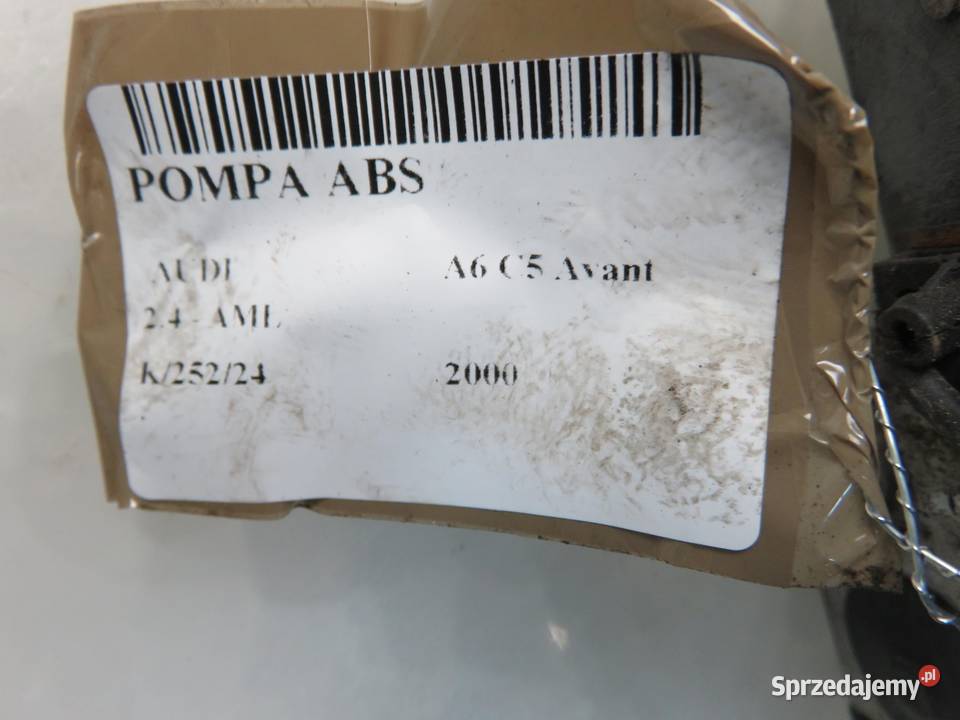 POMPA ABS
AUDI A6 C5 Avant
2.4 - AML
K/252/24 2000
Sprzedajemy.pl